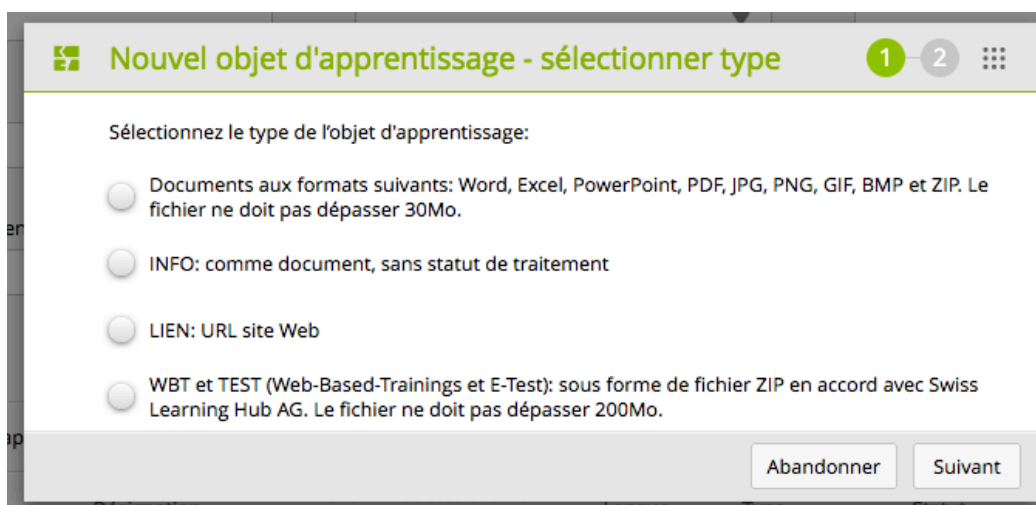 Nouvel objet d'apprentissage - sélectionner type
1
2
Sélectionnez le type de l'objet d'apprentissage:
Documents aux formats suivants: Word, Excel, PowerPoint, PDF, JPG, PNG, GIF, BMP et ZIP. Le
fichier ne doit pas dépasser 30Mo.
INFO: comme document, sans statut de traitement
LIEN: URL site Web
WBT et TEST (Web-Based-Trainings et E-Test): sous forme de fichier ZIP en accord avec Swiss
Learning Hub AG. Le fichier ne doit pas dépasser 200Mo.
Abandonner
Suivant